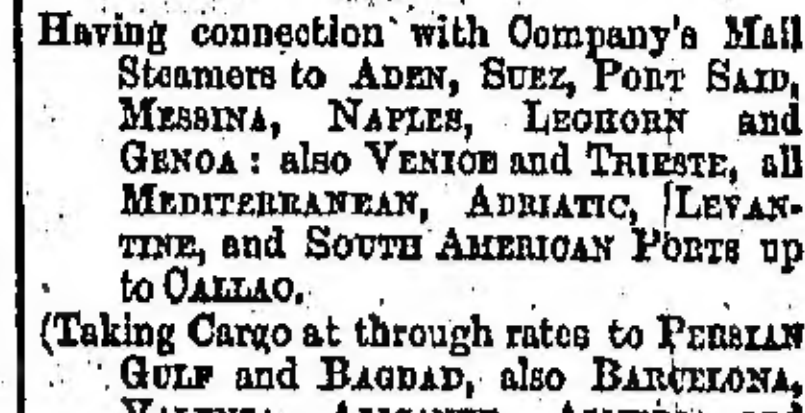 Having connection with Company's Mail
Steamers to ADEN, SUEZ, PORT SAID,
MESSINA, NAPLES, LEGHORN and
GENOA: also VENICE and TRIESTE, all
MEDITERRANEAN, ADRIATIC, LEVAN-
TINE, and SOUTH AMERICAN PORTS up
to CALLAO.
(Taking Cargo at through rates to PERSIAN
GULF and BAGDAD, also BARCELONA,